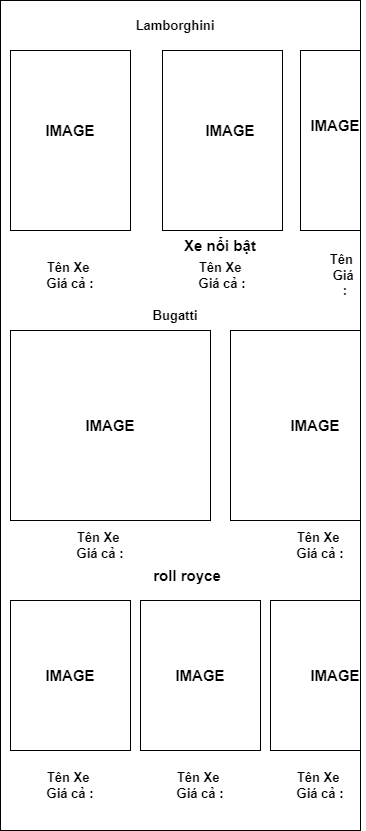 Lamborghini
IMAGE
IMAGE
IMAGE
Xe nổi bật
Tên Xe
Giá cả :
Tên Xe
Giá cả :
Tên
Giá
:
Bugatti
IMAGE
IMAGE
Tên Xe
Giá cả :
Tên Xe
Giá cả :
roll royce
IMAGE
IMAGE
IMAGE
Tên Xe
Giá cả :
Tên Xe
Giá cả :
Tên Xe
Giá cả :